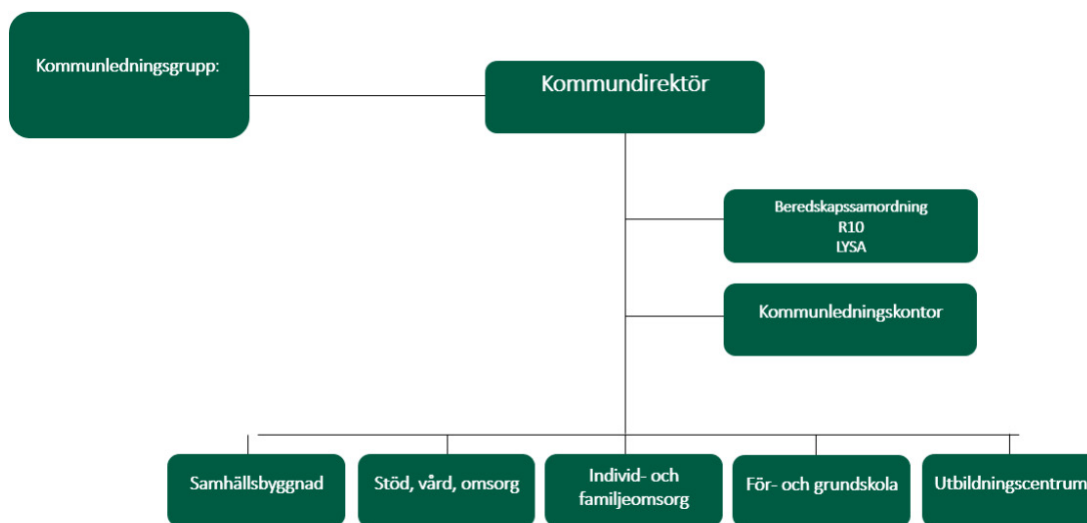 Kommunledningsgrupp:
Kommundirektör
Beredskapssamordning
R10
LYSA
Kommunledningskontor
Samhällsbyggnad
Stöd, vård, omsorg
Individ- och
familjeomsorg
För- och grundskola
Utbildningscentrum